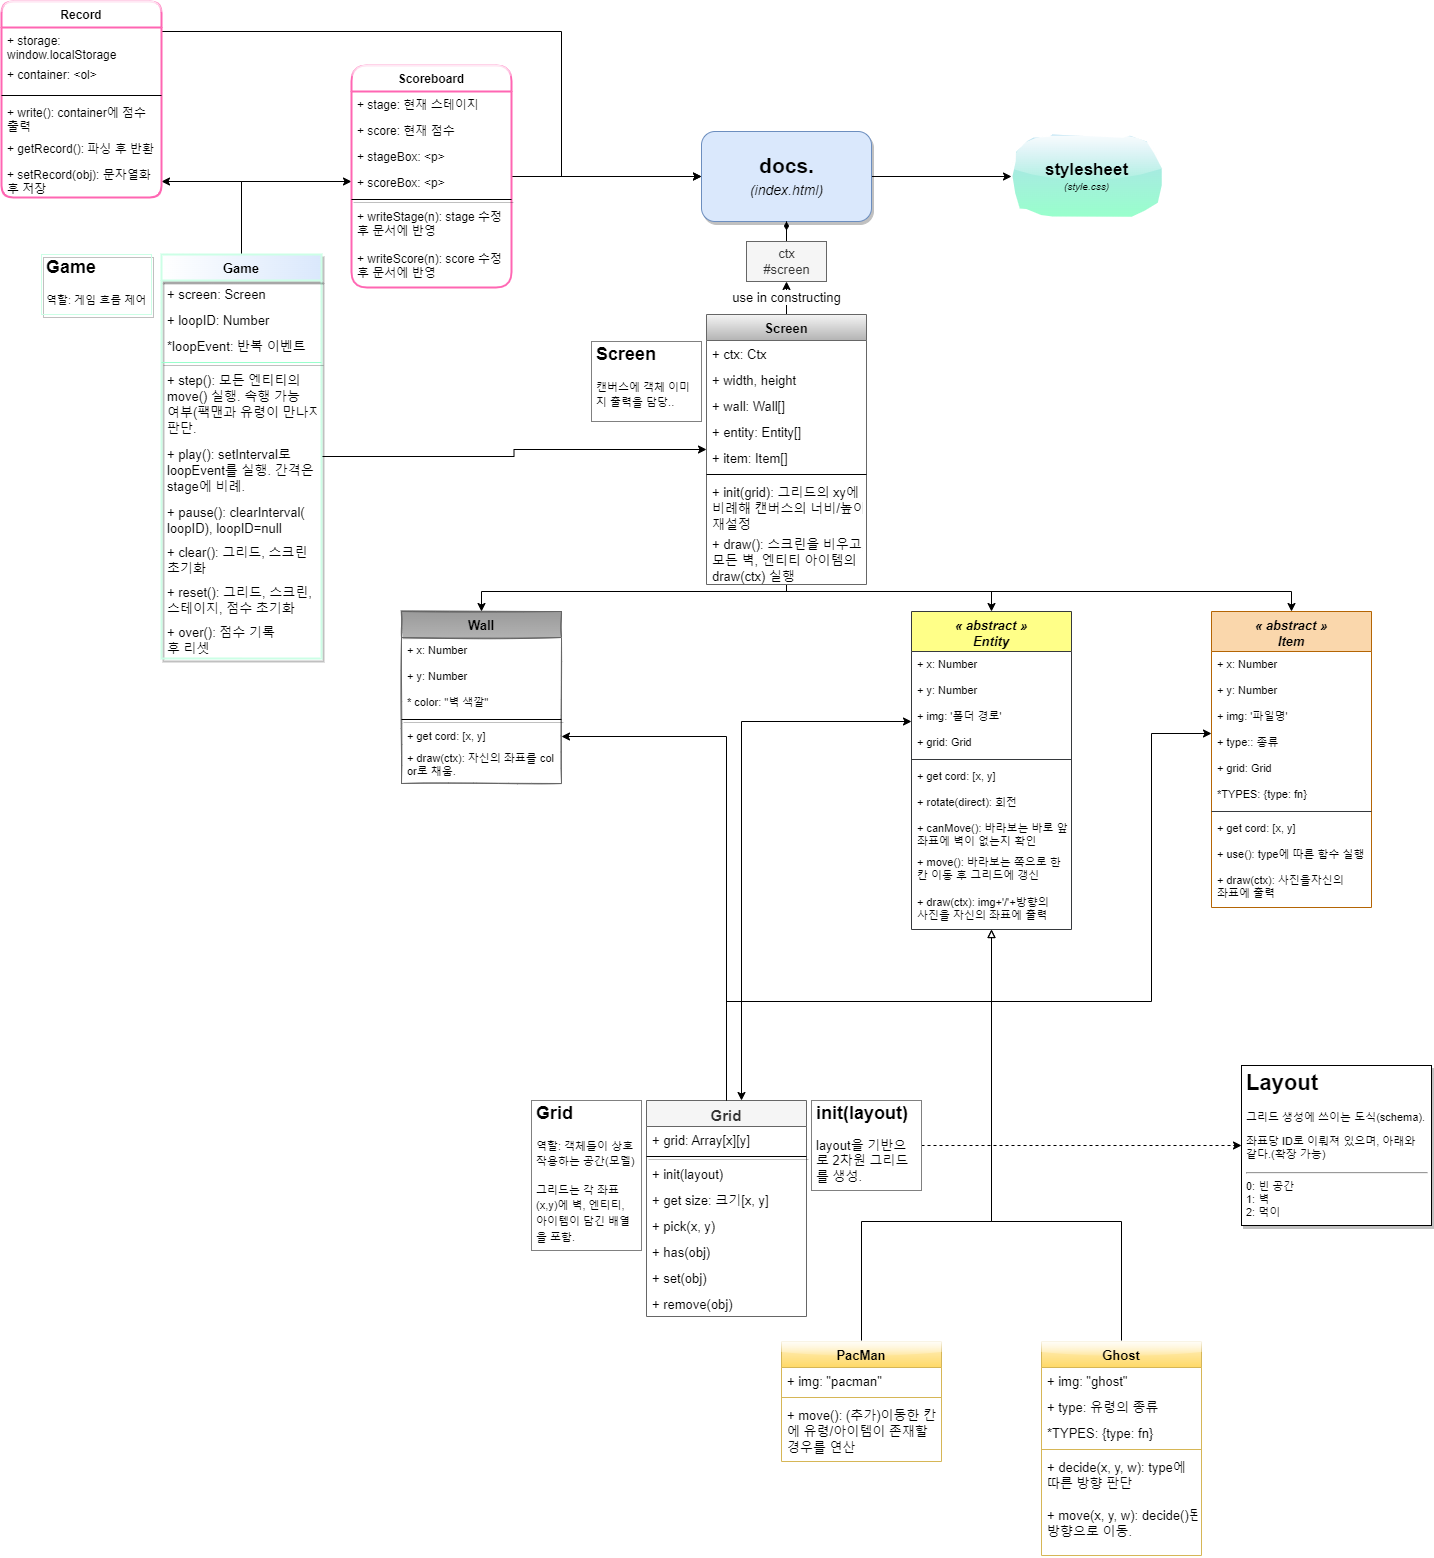 Record
+ storage:
window.localStorage
+ container: <ol>
+ write(): container에 점수
출력
+ getRecord(): 파싱 후 반환
+ setRecord(obj): 문자열화
후 저장
Scoreboard
+ stage: 현재 스테이지
+ score: 현재 점수
+ stageBox: <p>
+ scoreBox: <p>
+ writeStage(n): stage 수정
후 문서에 반영
+ writeScore(n): score 수정
후 문서에 반영
docs.
(index.html)
stylesheet
(style.css)
ctx
#screen
use in constructing
Game
역할: 게임 흐름 제어
Game
+ screen: Screen
+ loopID: Number
*loopEvent: 반복 이벤트
+ step(): 모든 엔티티의
move() 실행. 속행 가능
여부(팩맨과 유령이 만나지
판단.
+ play(): setInterval로
loopEvent를 실행. 간격은
stage에 비례.
+ pause(): clearInterval(
loopID), loopID=null
+ clear(): 그리드, 스크린
초기화
+ reset(): 그리드, 스크린,
스테이지, 점수 초기화
+ over(): 점수 기록
후 리셋
Screen
캔버스에 객체 이미
지 출력을 담당..
Screen
+ ctx: Ctx
+ width, height
+ wall: Wall[]
+ entity: Entity[]
+ item: Item[]
+ init(grid): 그리드의 xy에
비례해 캔버스의 너비/높이
재설정
+ draw(): 스크린을 비우고
모든 벽, 엔티티 아이템의
draw(ctx) 실행
Wall
+ x: Number
+ y: Number
* color: "벽 색깔"
+ get cord: [x, y]
+ draw(ctx): 자신의 좌표를 col
or로 채움.
« abstract »
Entity
+ x: Number
+ y: Number
+ img: '폴더 경로'
+ grid: Grid
+ get cord: [x, y]
+ rotate(direct): 회전
+ canMove(): 바라보는 바로 앞
좌표에 벽이 없는지 확인
+ move(): 바라보는 쪽으로 한
칸 이동 후 그리드에 갱신
+ draw(ctx): img+'/'+방향의
사진을 자신의 좌표에 출력
« abstract »
Item
+ x: Number
+ y: Number
+ img: '파일명'
+ type:: 종류
+ grid: Grid
*TYPES: {type: fn}
+ get cord: [x, y]
+ use(): type에 따른 함수 실행
+ draw(ctx): 사진을자신의
좌표에 출력
Grid
역할: 객체들이 상호
작용하는 공간(모델)
그리드는 각 좌표
(x,y)에 벽, 엔티티,
아이템이 담긴 배열
을 포함.
Grid
+ grid: Array[x][y]
+ init(layout)
+ get size: 크기[x, y]
+ pick(x, y)
+ has(obj)
+ set(obj)
+ remove(obj)
init(layout)
layout을 기반으
로 2차원 그리드
를 생성.
Layout
그리드 생성에 쓰이는 도식(schema).
좌표당 ID로 이뤄져 있으며, 아래와
같다.(확장 가능)
0: 빈 공간
1: 벽
2: 먹이
PacMan
+ img: "pacman"
+ move(): (추가)이동한 칸
에 유령/아이템이 존재할
경우를 연산
Ghost
+ img: "ghost"
+ type: 유령의 종류
*TYPES: {type: fn}
+ decide(x, y, w): type에
따른 방향 판단
+ move(x, y, w): decide()된
방향으로 이동.